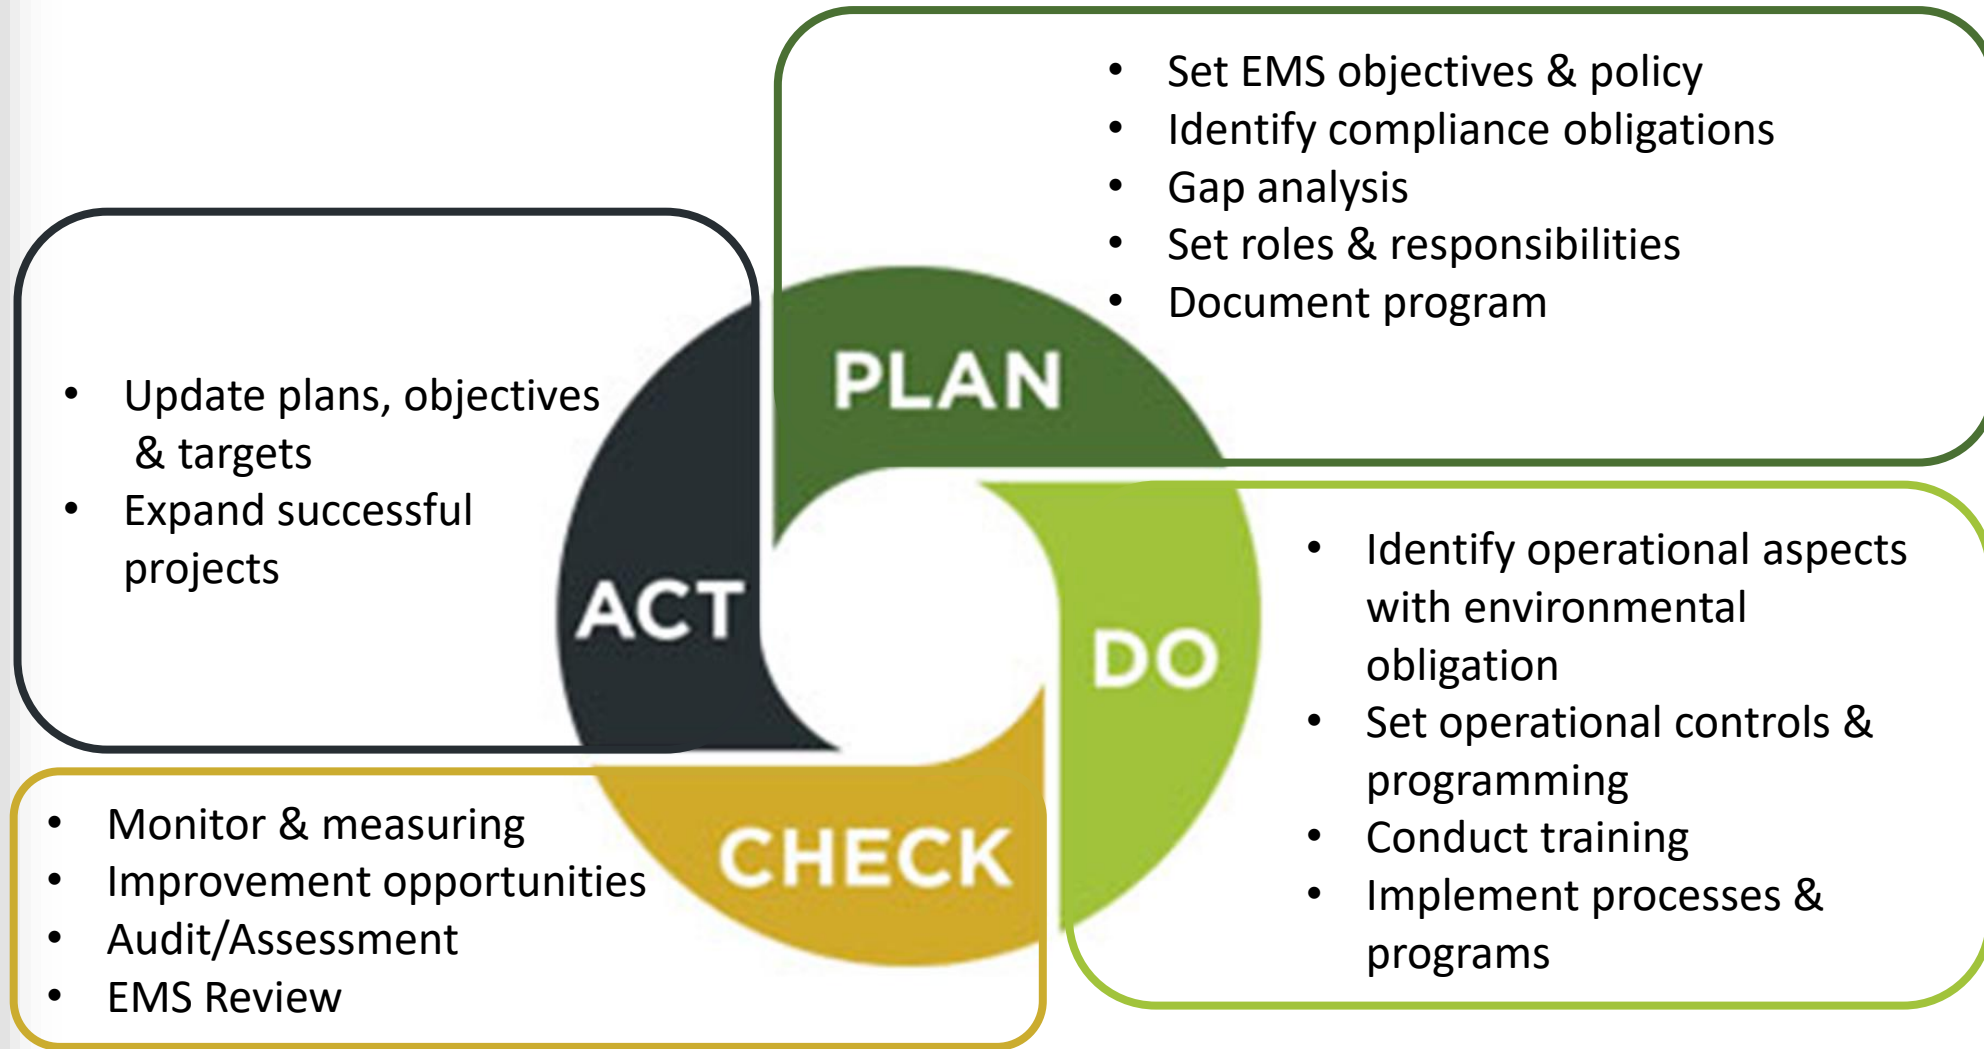 PLAN
• Set EMS objectives & policy
• Identify compliance obligations
• Gap analysis
• Set roles & responsibilities
• Document program
DO
• Identify operational aspects
with environmental
obligation
• Set operational controls &
programming
• Conduct training
• Implement processes &
programs
CHECK
• Monitor & measuring
• Improvement opportunities
• Audit/Assessment
• EMS Review
ACT
• Update plans, objectives
& targets
• Expand successful
projects